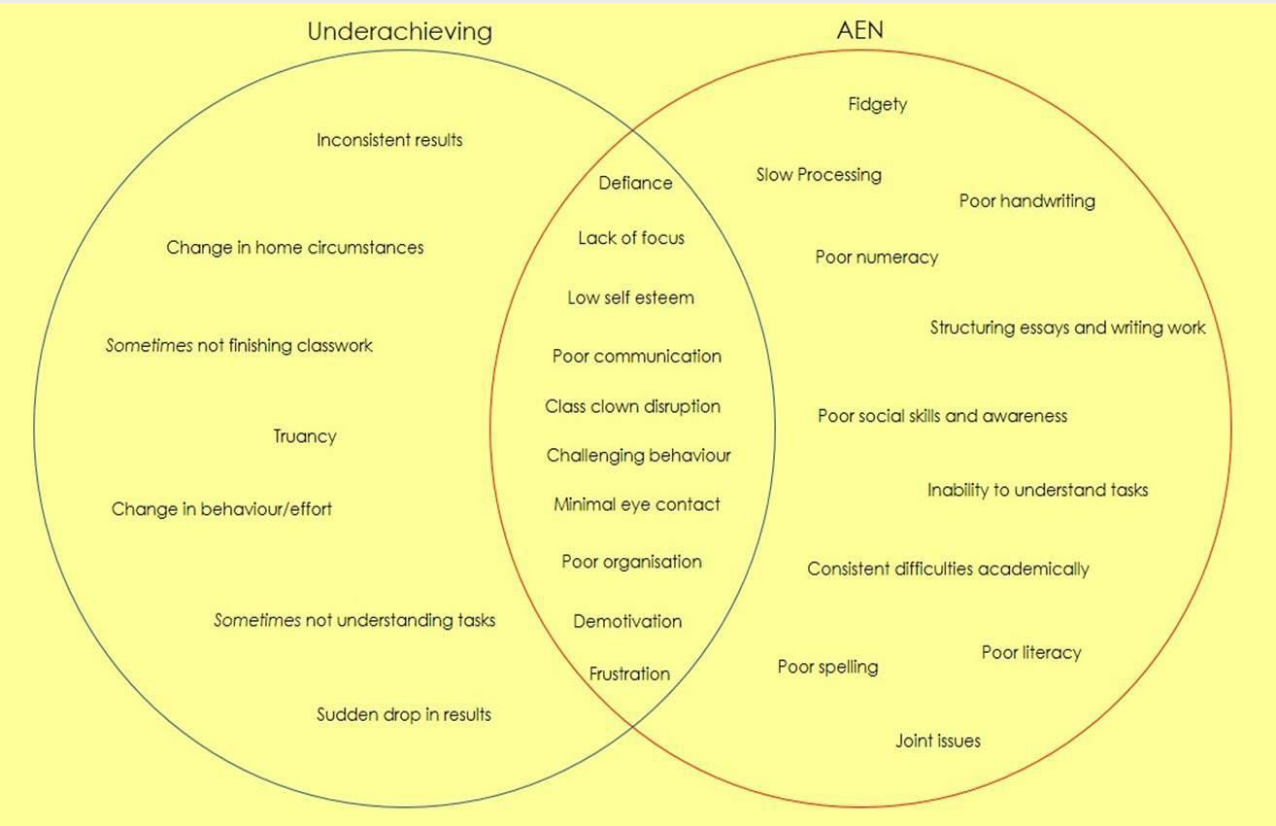 Underachieving
AEN
Inconsistent results
Change in home circumstances
Sometimes not finishing classwork
Truancy
Change in behaviour/effort
Sometimes not understanding tasks
Sudden drop in results
Defiance
Lack of focus
Low self esteem
Poor communication
Class clown disruption
Challenging behaviour
Minimal eye contact
Poor organisation
Demotivation
Frustration
Fidgety
Slow Processing
Poor handwriting
Poor numeracy
Structuring essays and writing work
Poor social skills and awareness
Inability to understand tasks
Consistent difficulties academically
Poor literacy
Poor spelling
Joint issues